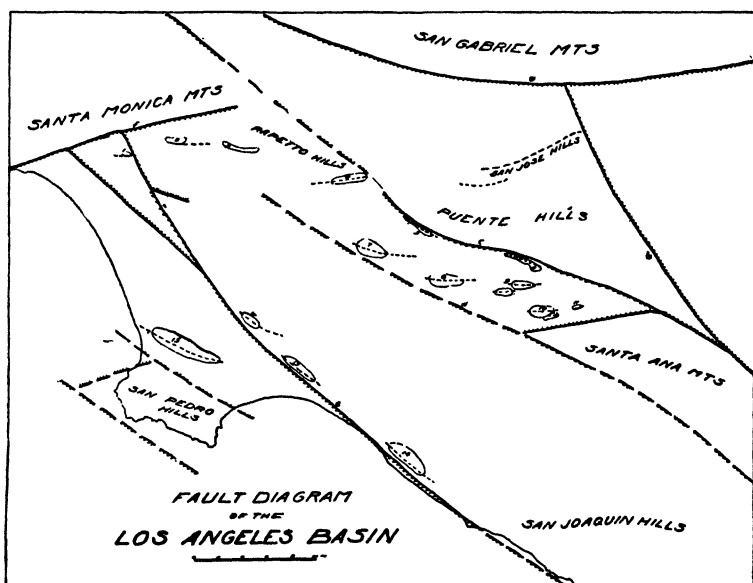 SAN GABRIEL MTS
SANTA MONICA MTS
RAPETTO HILLS
SAN JOSE HILLS
PUENTE HILLS
SANTA ANA MTS
SAN PEDRO
HILLS
FAULT DIAGRAM
OF THE
LOS ANGELES BASIN
SAN JOAQUIN HILLS